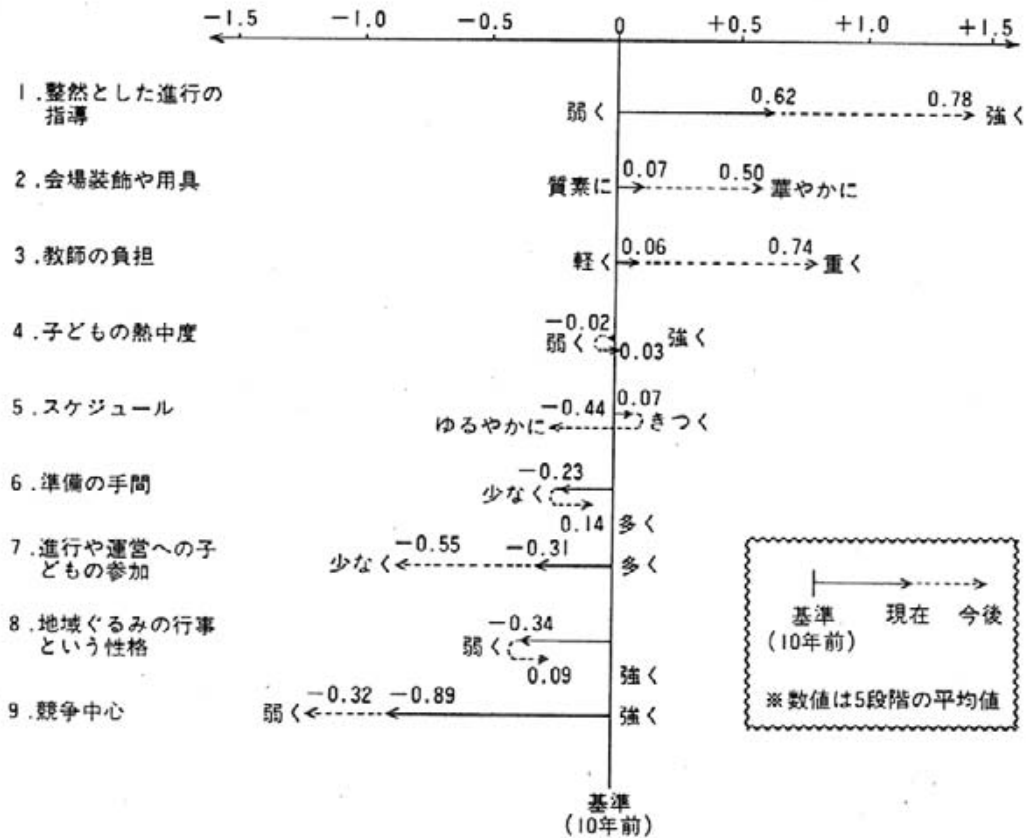 -1.5 -1.0 -0.5 0 +0.5 +1.0 +1.5
1.整然とした進行の
指導
弱く 0.62 0.78 強く
2.会場装飾や用具
質素に 0.07 0.50 華やかに
3.教師の負担
軽く 0.06 0.74 重く
4.子どもの熱中度
-0.02
弱く 0.03 強く
5.スケジュール
ゆるやかに -0.44 0.07 きつく
6.準備の手間
-0.23
少なく
0.14 多く
7.進行や運営への子
どもの参加
少なく -0.55 -0.31 多く
8.地域ぐるみの行事
という性格
-0.34
弱く
0.09 強く
9.競争中心
弱く -0.32 -0.89 強く
基準
(10年前)
基準 現在 今後
(10年前)
※数値は5段階の平均値